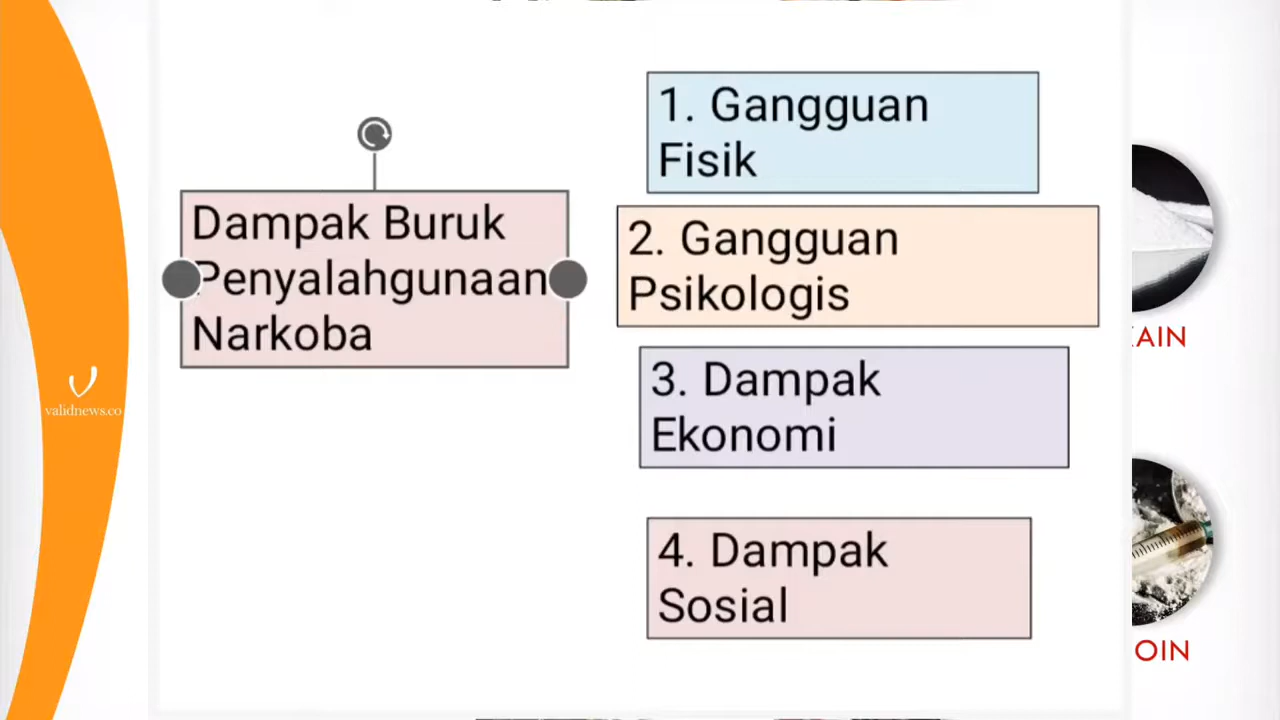 Dampak Buruk
Penyalahgunaan
Narkoba
1. Gangguan
Fisik
2. Gangguan
Psikologis
3. Dampak
Ekonomi
4. Dampak
Sosial
validnews.co
AIN
OIN